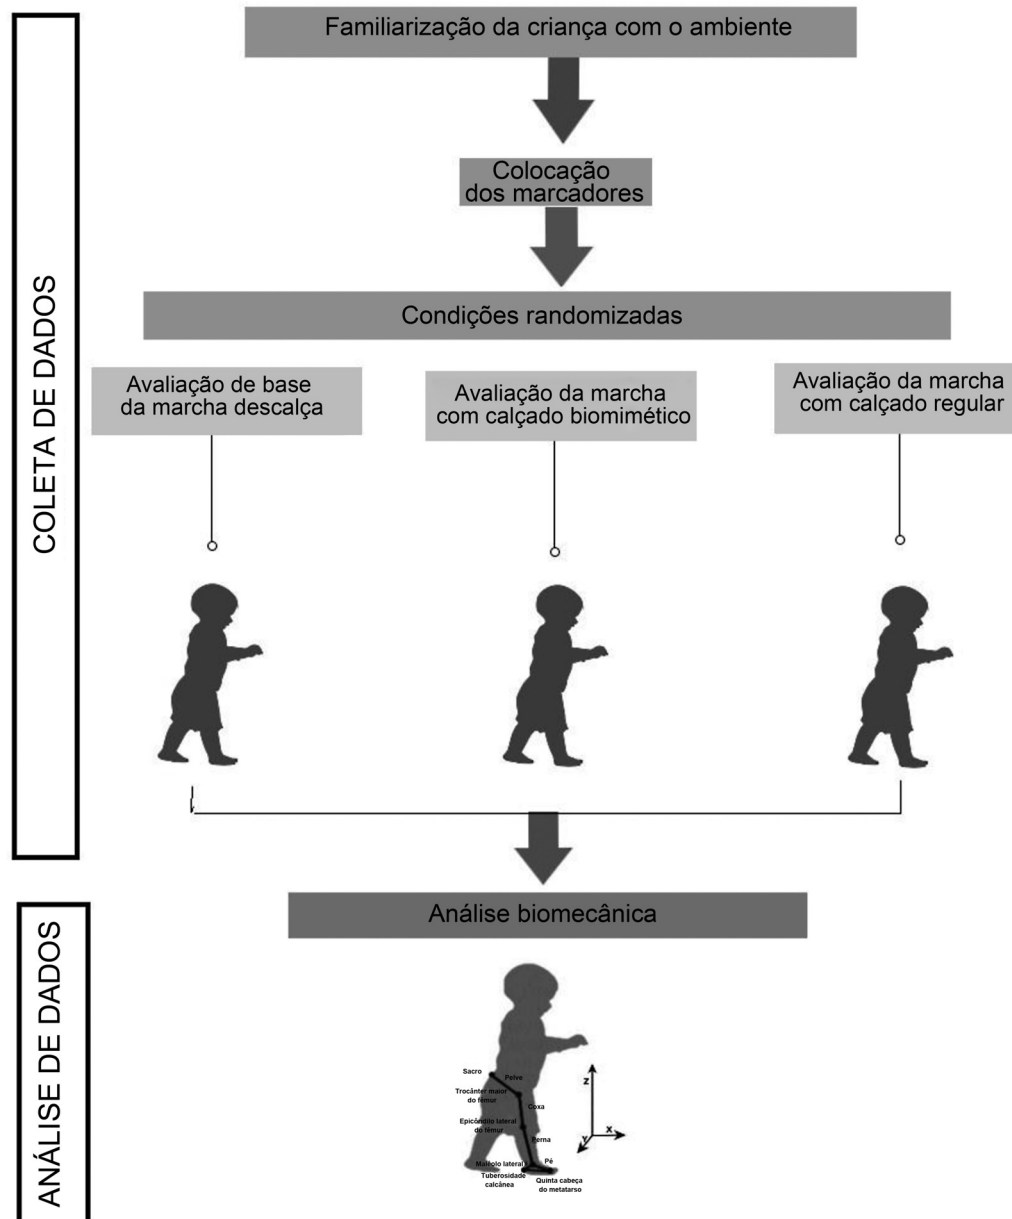 COLETA DE DADOS
Familiarização da criança com o ambiente
Colocação
dos marcadores
Condições randomizadas
Avaliação de base
da marcha descalça
Avaliação da marcha
com calçado biomimético
Avaliação da marcha
com calçado regular
ANÁLISE DE DADOS
Análise biomecânica
Sacro
Pelve
Trocânter maior
do fêmur
Coxa
Epicôndilo lateral
do fêmur
Perna
Maléolo lateral
Pé
Tuberosidade
calcânea
Quinta cabeça
do metatarso
Z
X
Y